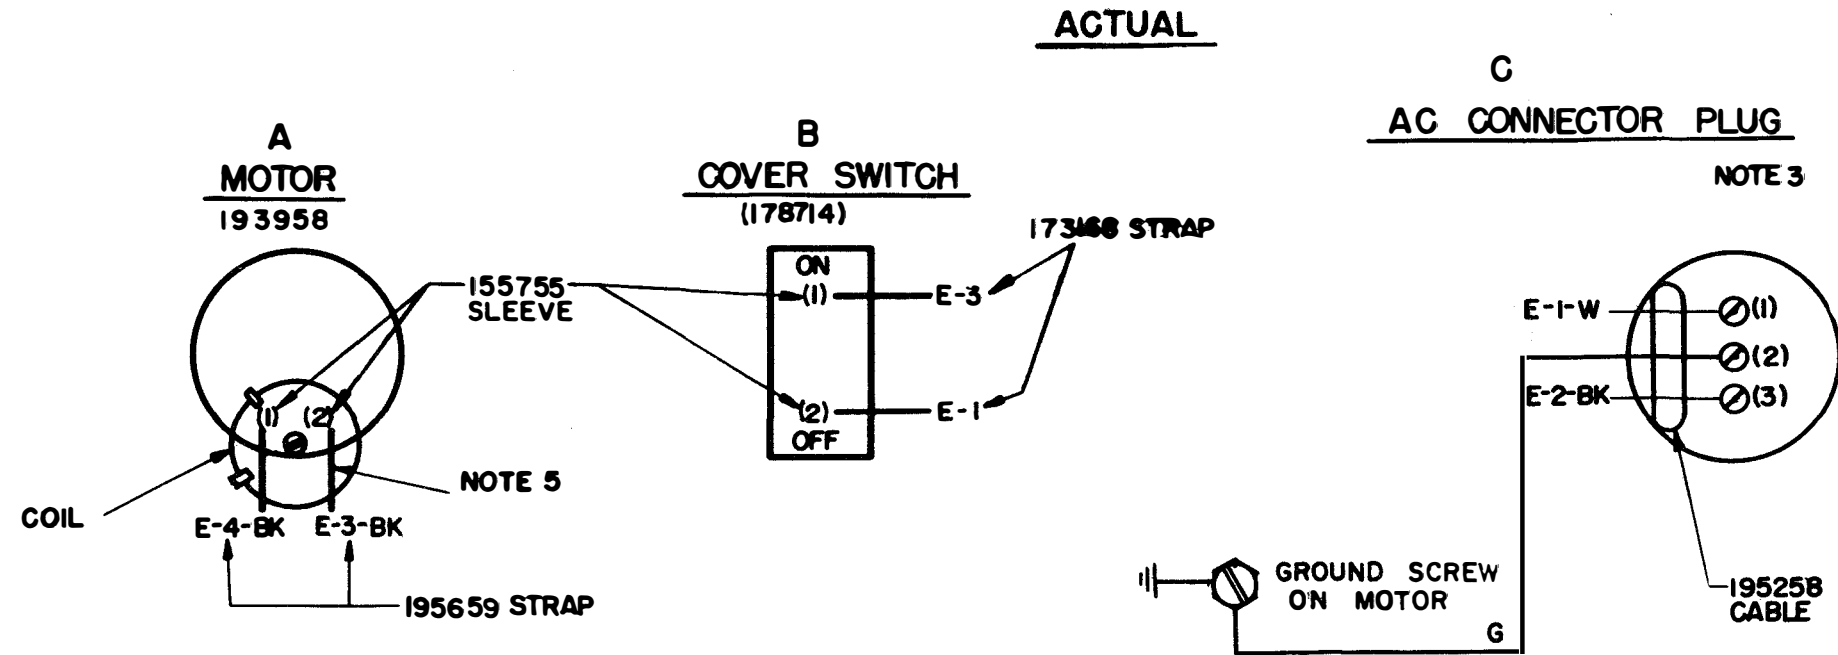 ACTUAL
A
MOTOR
193958
B
COVER SWITCH
(178714)
C
AC CONNECTOR PLUG
NOTE 3
155755
SLEEVE
ON
(1)
E-3
(2)
E-1
OFF
STRAP
E-1-W
(1)
(2)
E-2-BK
(3)
(1)
(2)
NOTE 5
COIL
E-4-BK
E-3-BK
195659 STRAP
GROUND SCREW
ON MOTOR
G
195258
CABLE